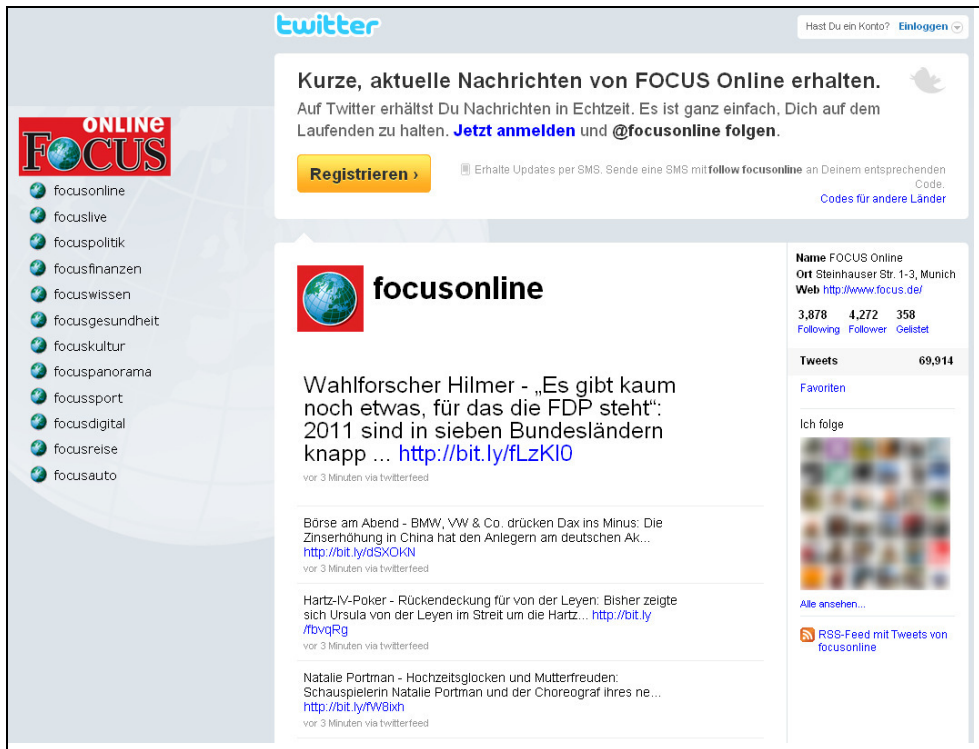 twitter
Hast Du ein Konto? Einloggen
Kurze, aktuelle Nachrichten von FOCUS Online erhalten.
Auf Twitter erhältst Du Nachrichten in Echtzeit. Es ist ganz einfach, Dich auf dem
Laufenden zu halten. Jetzt anmelden und @focusonline folgen.
Registrieren ›
Erhalte Updates per SMS. Sende eine SMS mit follow focusonline an Deinem entsprechenden
Code.
Codes für andere Länder
ONLINE
FOCUS
focusonline
focuslive
focuspolitik
focusfinanzen
focuswissen
focusgesundheit
focuskultur
focuspanorama
focussport
focusdigital
focusreise
focusauto
focusonline
Wahlforscher Hilmer - „Es gibt kaum
noch etwas, für das die FDP steht“:
2011 sind in sieben Bundesländern
knapp ... http://bit.ly/fLzKl0
vor 3 Minuten via twitterfeed
Börse am Abend - BMW, VW & Co. drücken Dax ins Minus: Die
Zinserhöhung in China hat den Anlegern am deutschen Ak...
http://bit.ly/dSXOKN
vor 3 Minuten via twitterfeed
Hartz-IV-Poker - Rückendeckung für von der Leyen: Bisher zeigte
sich Ursula von der Leyen im Streit um die Hartz... http://bit.ly
/fbvqRg
vor 3 Minuten via twitterfeed
Natalie Portman - Hochzeitsglocken und Mutterfreuden:
Schauspielerin Natalie Portman und der Choreograf ihres ne...
http://bit.ly/fW8ixh
vor 3 Minuten via twitterfeed
Name FOCUS Online
Ort Steinhauser Str. 1-3, Munich
Web http://www.focus.de/
3,878 4,272 358
Following Follower Gelistet
Tweets 69,914
Favoriten
Ich folge
Alle ansehen...
RSS-Feed mit Tweets von
focusonline